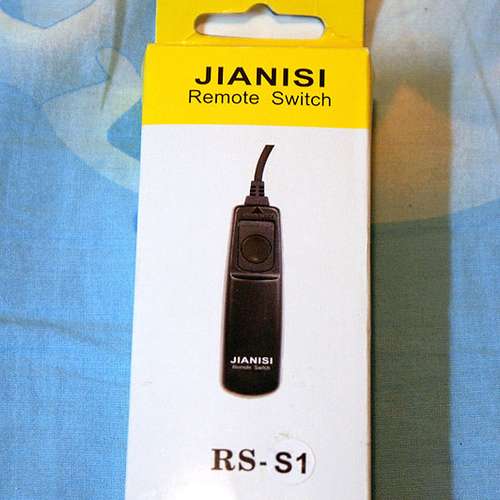 JIANISI
Remote Switch
JIANISI
Remote Switch
RS-S1